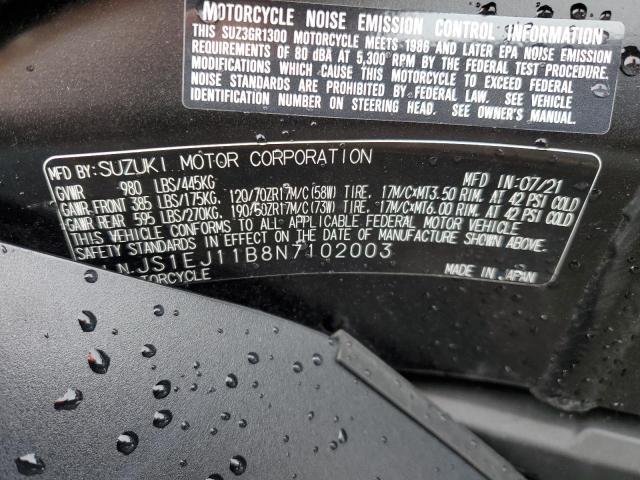 MOTORCYCLE NOISE EMISSION CONTROL INFORMATION
THIS SUZ3GR1300 MOTORCYCLE MEETS 1986 AND LATER EPA NOISE EMISSION
REQUIREMENTS OF 80 dBA AT 5,300 RPM BY THE FEDERAL TEST PROCEDURE.
MODIFICATIONS WHICH CAUSE THIS MOTORCYCLE TO EXCEED FEDERAL
NOISE STANDARDS ARE PROHIBITED BY FEDERAL LAW. SEE VEHICLE
IDENTIFICATION NUMBER ON STEERING HEAD. SEE OWNER'S MANUAL.
MFD BY:SUZUKI MOTOR CORPORATION MFD IN:07/21
GVWR 980 LBS/445KG
GAWR FRONT 385 LBS/175KG, 120/70ZR17M/C(58W) TIRE, 17M/C×MT3.50 RIM, AT 42 PSI COLD
GAWR REAR 595 LBS/270KG, 190/50ZR17M/C(73W) TIRE, 17M/C×MT6.00 RIM, AT 42 PSI COLD
THIS VEHICLE CONFORMS TO ALL APPLICABLE FEDERAL MOTOR VEHICLE
SAFETY STANDARDS IN EFFECT ON THE DATE OF MANUFACTURE SHOWN ABOVE.
JS1EJ11B8N7102003 MADE IN JAPAN